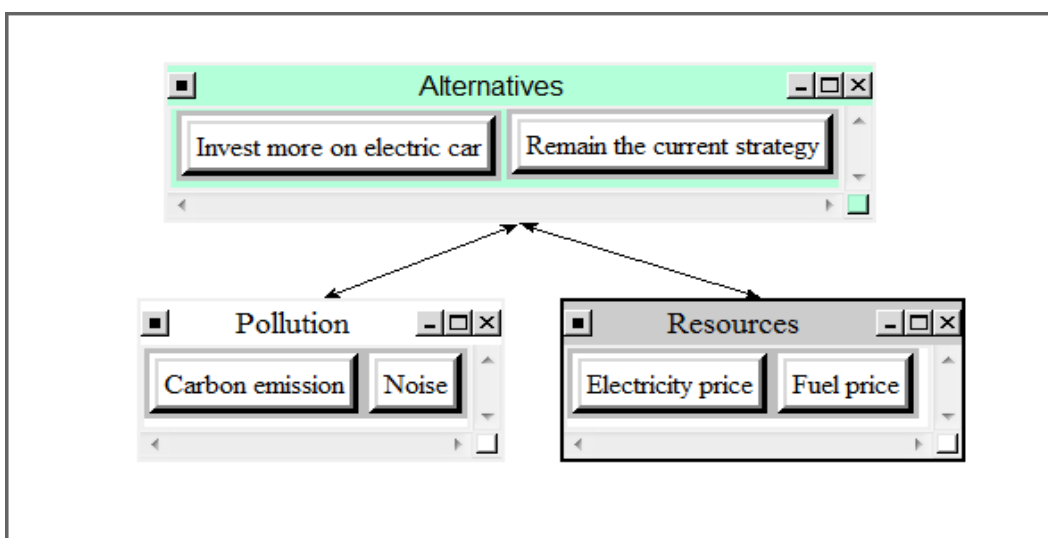 Alternatives
Invest more on electric car
Remain the current strategy
Pollution
Carbon emission
Noise
Resources
Electricity price
Fuel price